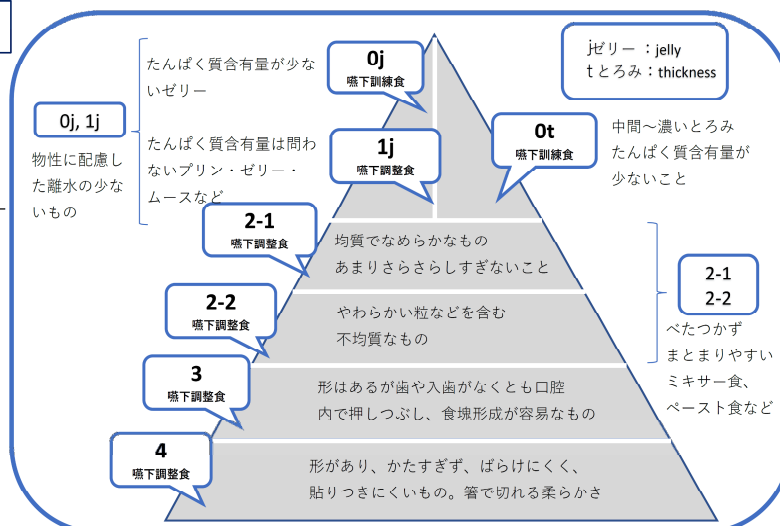 0j
嚥下訓練食
jゼリー：jelly
tとろみ：thickness
たんぱく質含有量が少な
いゼリー
0j, 1j
物性に配慮し
た離水の少な
いもの
たんぱく質含有量は問わ
ないプリン・ゼリー・
ムースなど
1j
嚥下調整食
0t
嚥下訓練食
中間～濃いとろみ
たんぱく質含有量が
少ないこと
2-1
嚥下調整食
均質でなめらかなもの
あまりさらさらしすぎないこと
2-2
嚥下調整食
やわらかい粒などを含む
不均質なもの
2-1
2-2
べたつかず
まとまりやすい
ミキサー食、
ペースト食など
3
嚥下調整食
形はあるが歯や入歯がなくとも口腔
内で押しつぶし、食塊形成が容易なもの
4
嚥下調整食
形があり、かたすぎず、ばらけにくく、
貼りつさにくいもの。箸で切れる柔らかさ